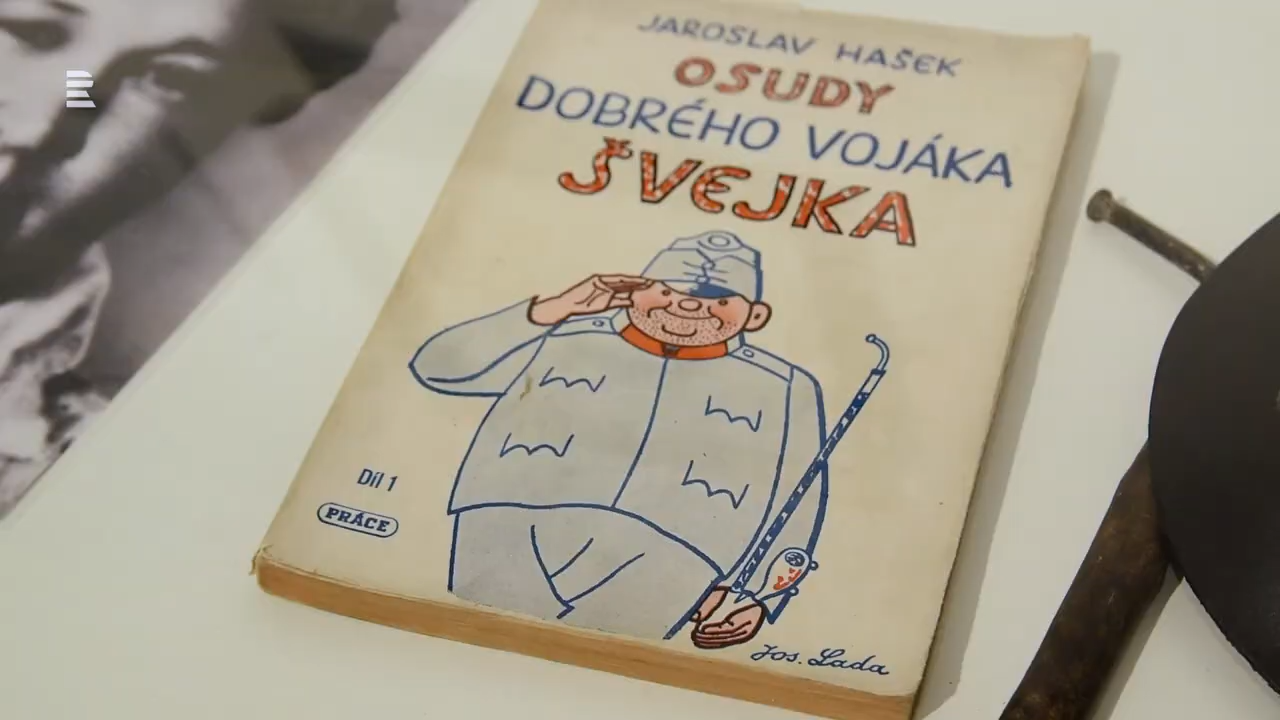 JAROSLAV HAŠEK
OSUDY
DOBRÉHO VOJÁKA
ŠVEJKA
Díl 1
PRÁCE
Jos. Lada